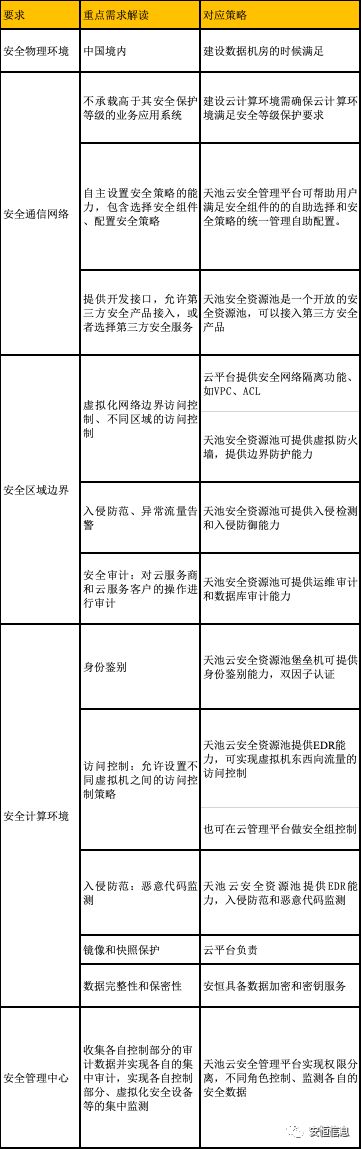 要求
重点需求解读
对应策略
安全物理环境
中国境内
建设数据机房的时候满足
安全通信网络
不承载高于其安全保护
等级的业务应用系统
建设云计算环境需确保云计算环
境满足安全等级保护要求
自主设置安全策略的能
力，包含选择安全组件
、配置安全策略
天池云安全管理平台可帮助用户
满足安全组件的的自助选择和安
全策略的统一管理自助配置。
提供开发接口，允许第
三方安全产品接入，或
者选择第三方安全服务
天池安全资源池是一个开放的安
全资源池，可以接入第三方安全
产品
安全区域边界
虚拟化网络边界访问控
制、不同区域的访问控
制
云平台提供安全网络隔离功能、
如VPC、ACL
天池安全资源池可提供虚拟防火
墙，提供边界防护能力
入侵防范、异常流量告
警
天池安全资源池可提供入侵检测
和入侵防御能力
安全审计：对云服务商
和云服务客户的操作进
行审计
天池安全资源池可提供运维审计
和数据库审计能力
安全计算环境
身份鉴别
天池云安全资源池堡垒机可提供
身份鉴别能力，双因子认证
访问控制：允许设置不
同虚拟机之间的访问控
制策略
天池云安全资源池提供EDR能
力，可实现虚拟机东西向流量的
访问控制
也可在云管理平台做安全组控制
入侵防范：恶意代码监
测
天池云安全资源池提供EDR能
力，入侵防范和恶意代码监测
镜像和快照保护
云平台负责
数据完整性和保密性
安恒具备数据加密和密钥服务
安全管理中心
收集各自控制部分的审
计数据并实现各自的集
中审计，实现各自控制
部分、虚拟化安全设备
等的集中监测
天池云安全管理平台实现权限分
离，不同角色控制、监测各自的
安全数据
安恒信息